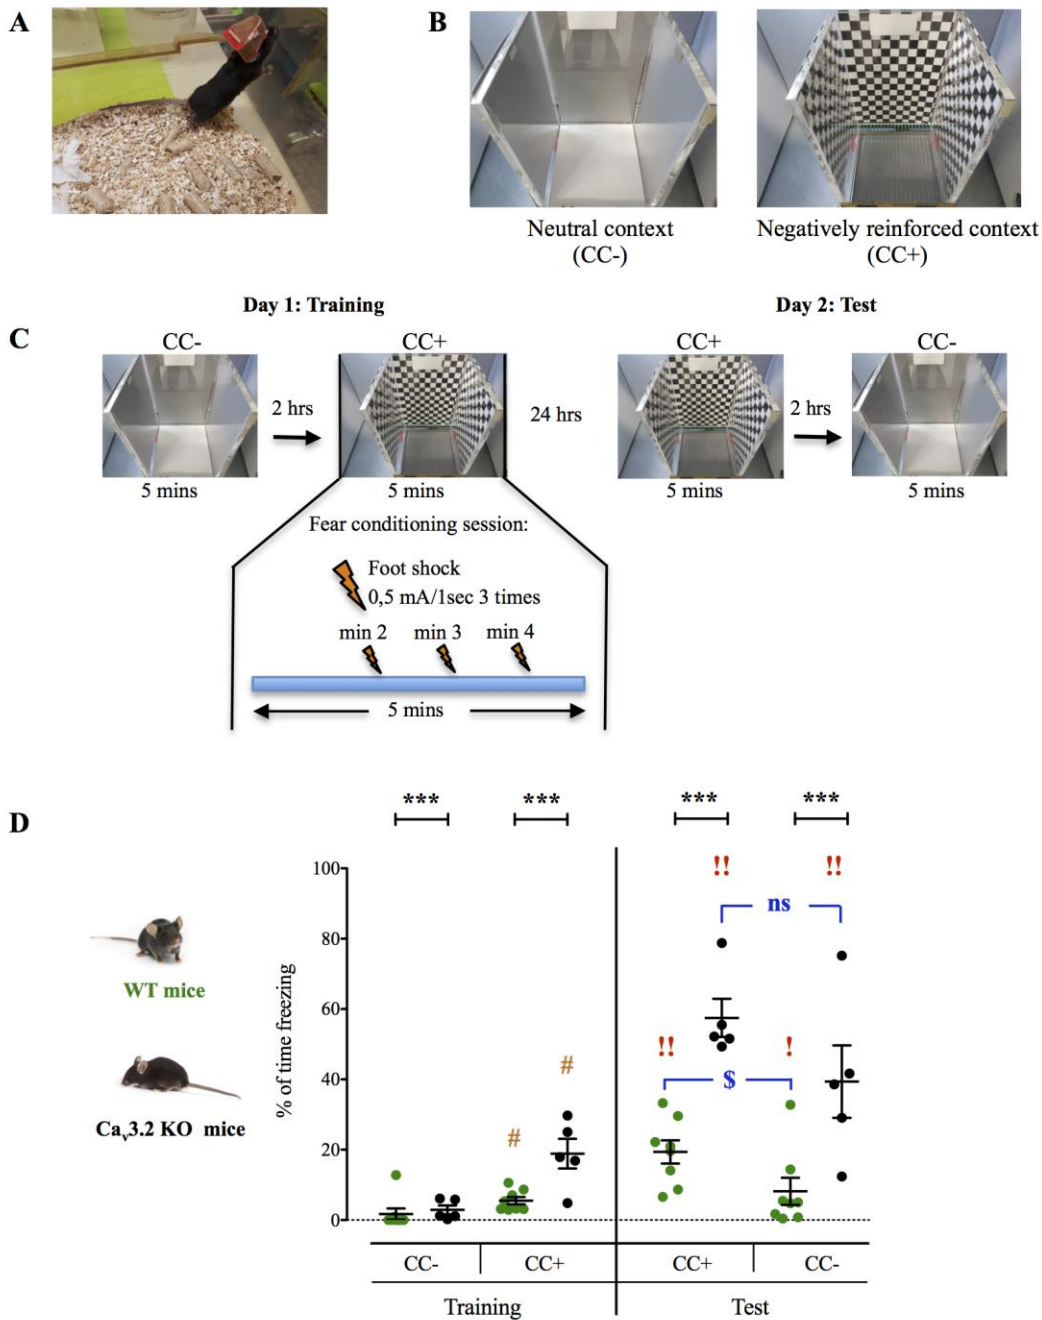 A
B
Neutral context
(CC-)
Negatively reinforced context
(CC+)
Day 1: Training
Day 2: Test
C
CC-
CC+
CC+
CC-
2 hrs
24 hrs
2 hrs
5 mins
5 mins
5 mins
5 mins
Fear conditioning session:
Foot shock
0,5 mA/1sec 3 times
min 2
min 3
min 4
5 mins
D
***
***
***
***
WT mice
Cav3.2 KO mice
% of time freezing
100
80
60
40
20
0
#
#
!!
!!
!!
!
ns
$
CC-
CC+
CC+
CC-
Training
Test